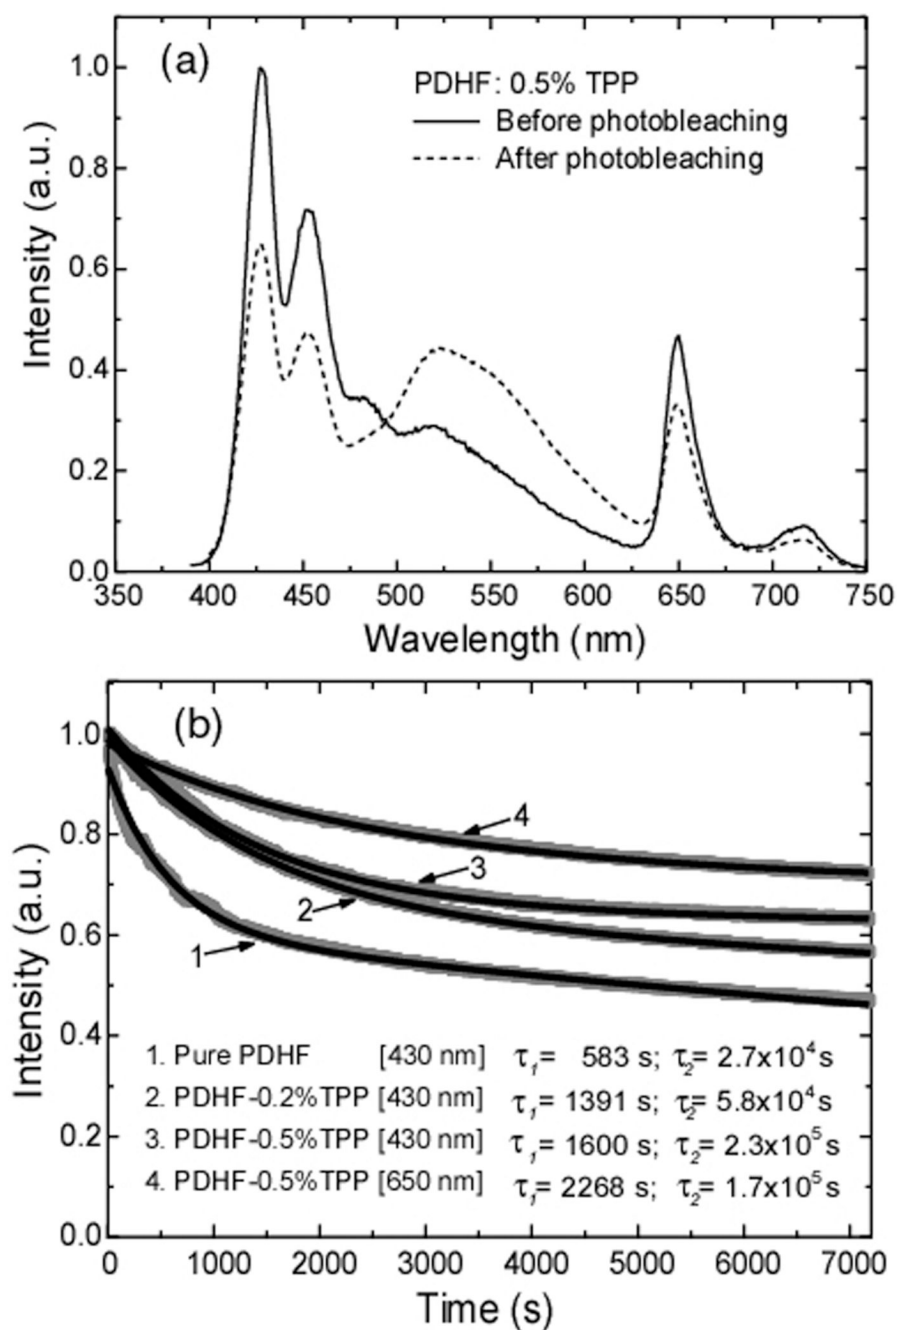 (a)
PDHF: 0.5% TPP
Before photobleaching
After photobleaching
Intensity (a.u.)
1.0
0.8
0.6
0.4
0.2
0.0
350 400 450 500 550 600 650 700 750
Wavelength (nm)
(b)
Intensity (a.u.)
1.0
0.8
0.6
0.4
0.2
0.0
4
3
2
1
1. Pure PDHF [430 nm] τ₁= 583 s; τ₂= 2.7x10⁴s
2. PDHF-0.2%TPP [430 nm] τ₁= 1391 s; τ₂= 5.8x10⁴s
3. PDHF-0.5%TPP [430 nm] τ₁= 1600 s; τ₂= 2.3x10⁵s
4. PDHF-0.5%TPP [650 nm] τ₁= 2268 s; τ₂= 1.7x10⁵s
0 1000 2000 3000 4000 5000 6000 7000
Time (s)